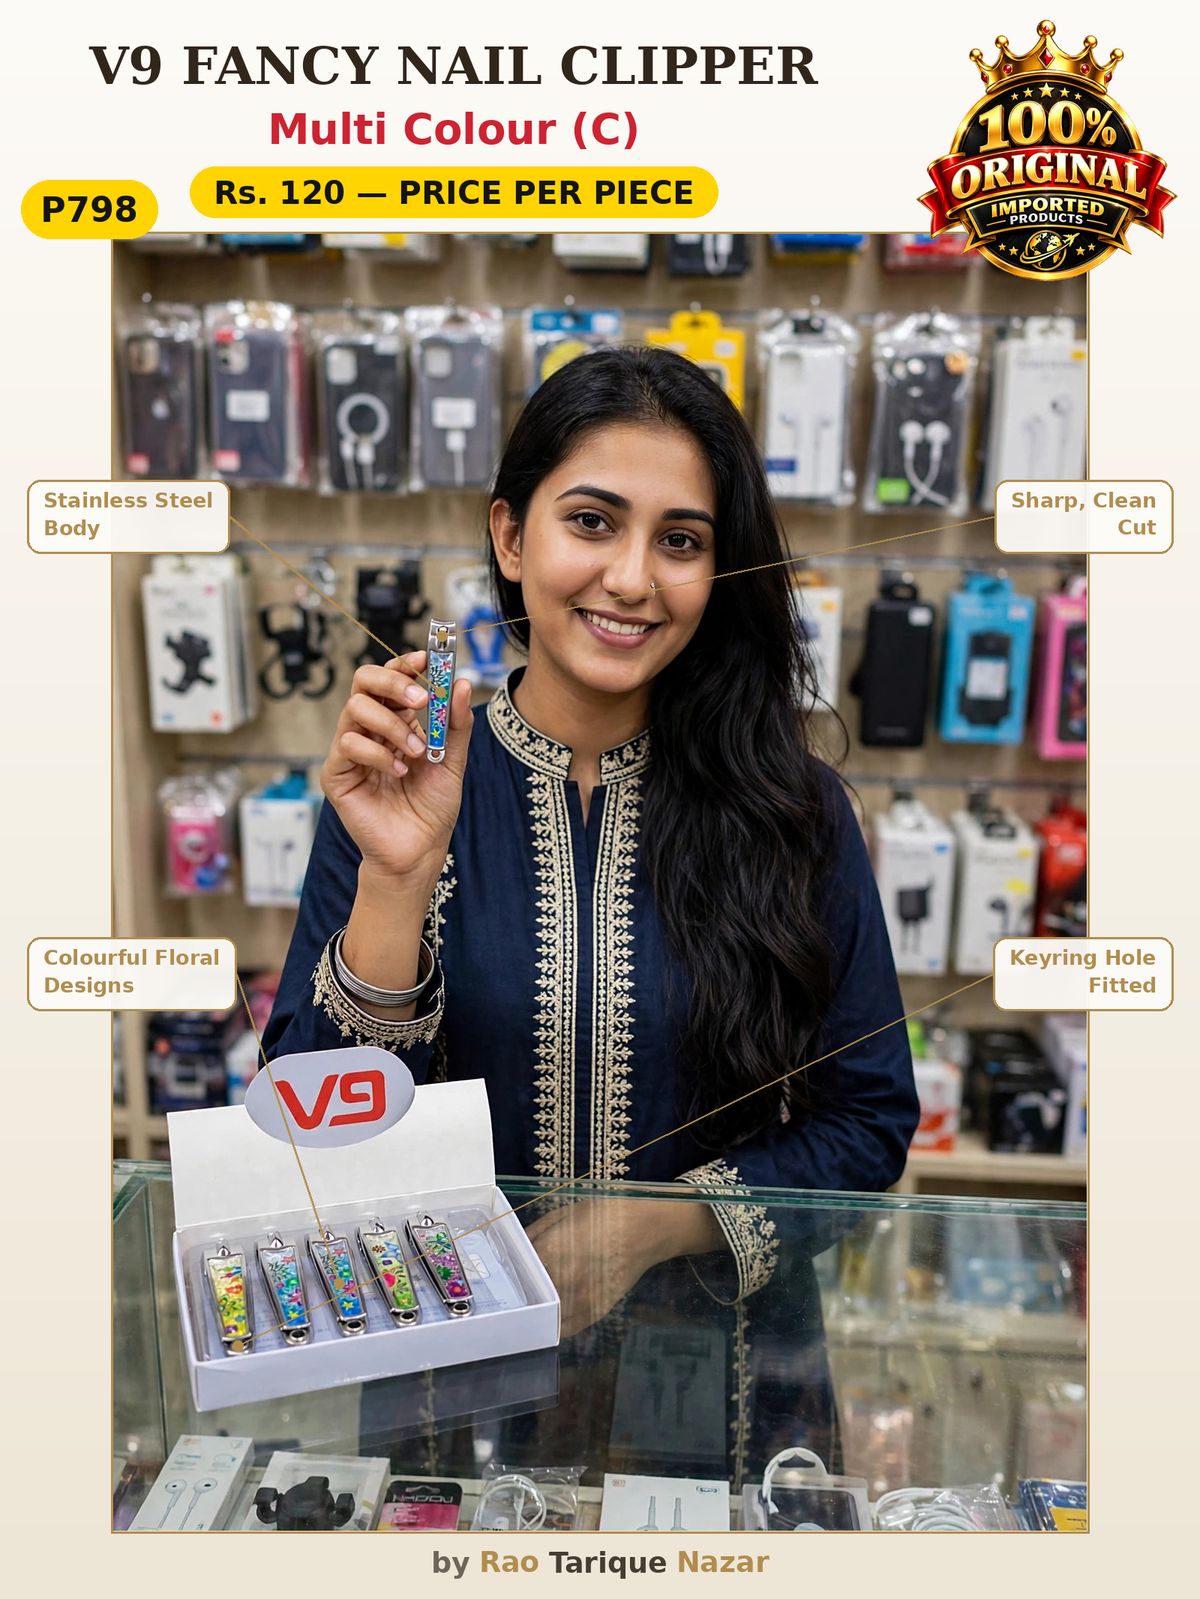 V9 FANCY NAIL CLIPPER
Multi Colour (C)
P798
Rs. 120 — PRICE PER PIECE
100%
ORIGINAL
IMPORTED
PRODUCTS
Stainless Steel
Body
Sharp, Clean
Cut
Colourful Floral
Designs
Keyring Hole
Fitted
V9
by Rao Tarique Nazar